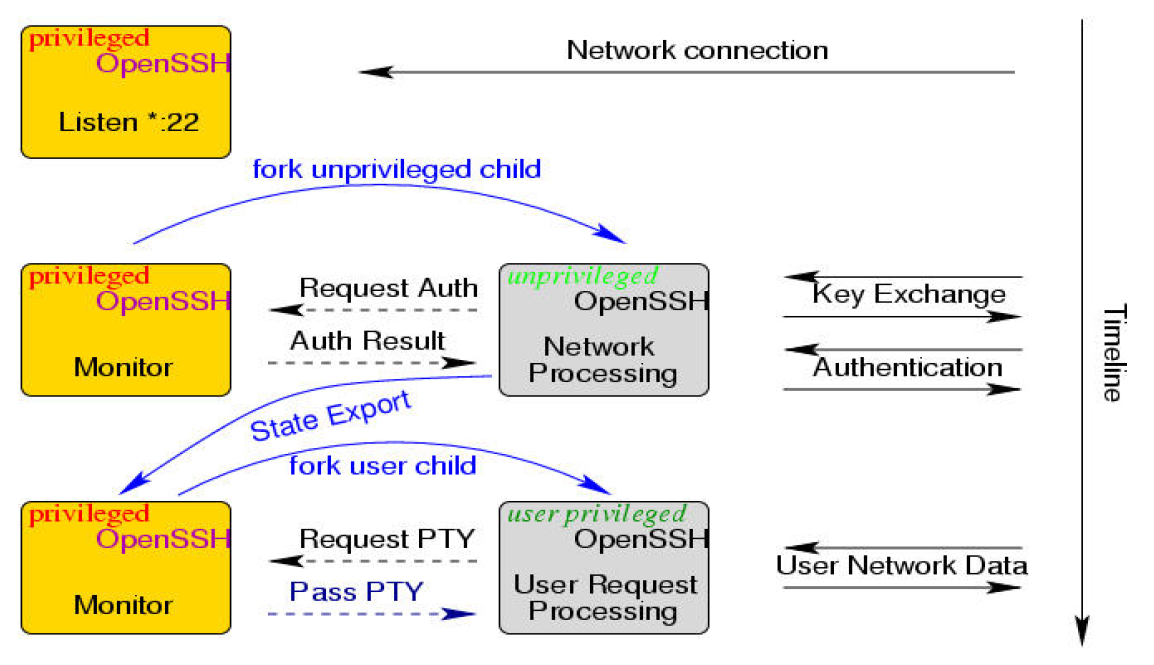 privileged
OpenSSH
Listen *:22
Network connection
fork unprivileged child
privileged
OpenSSH
Monitor
Request Auth
Auth Result
unprivileged
OpenSSH
Network
Processing
Key Exchange
Authentication
Timeline
State Export
fork user child
privileged
OpenSSH
Monitor
Request PTY
Pass PTY
user privileged
OpenSSH
User Request
Processing
User Network Data